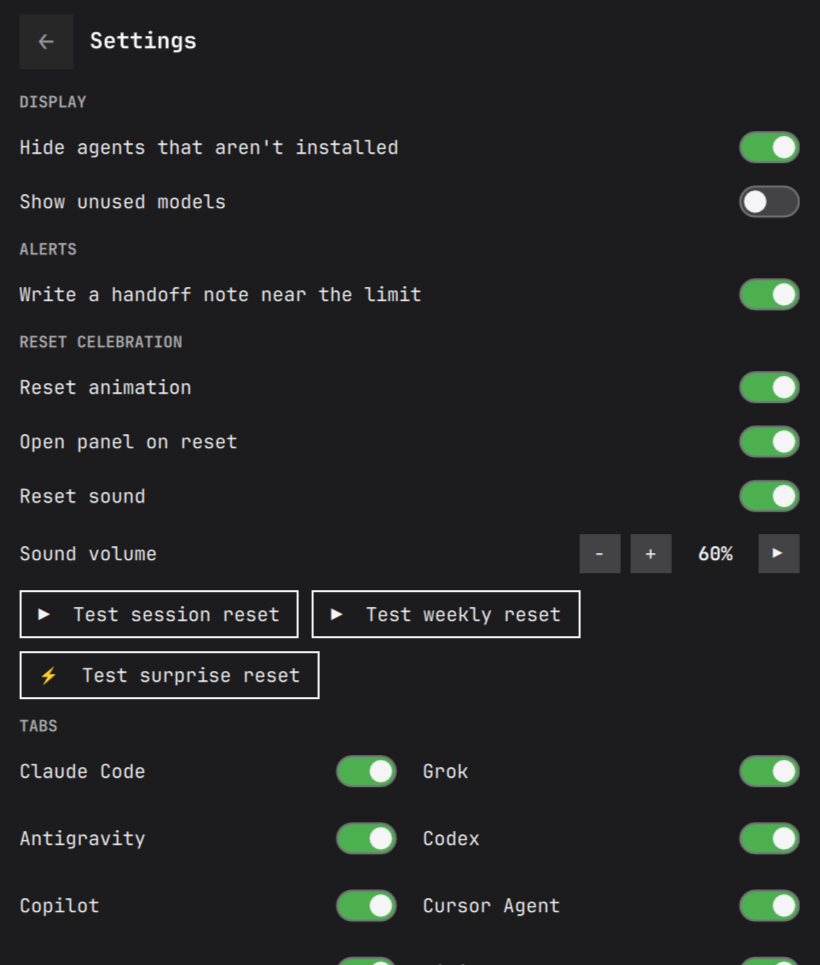 ← Settings
DISPLAY
Hide agents that aren't installed
Show unused models
ALERTS
Write a handoff note near the limit
RESET CELEBRATION
Reset animation
Open panel on reset
Reset sound
Sound volume - + 60% ▶
▶ Test session reset ▶ Test weekly reset
⚡ Test surprise reset
TABS
Claude Code Grok
Antigravity Codex
Copilot Cursor Agent